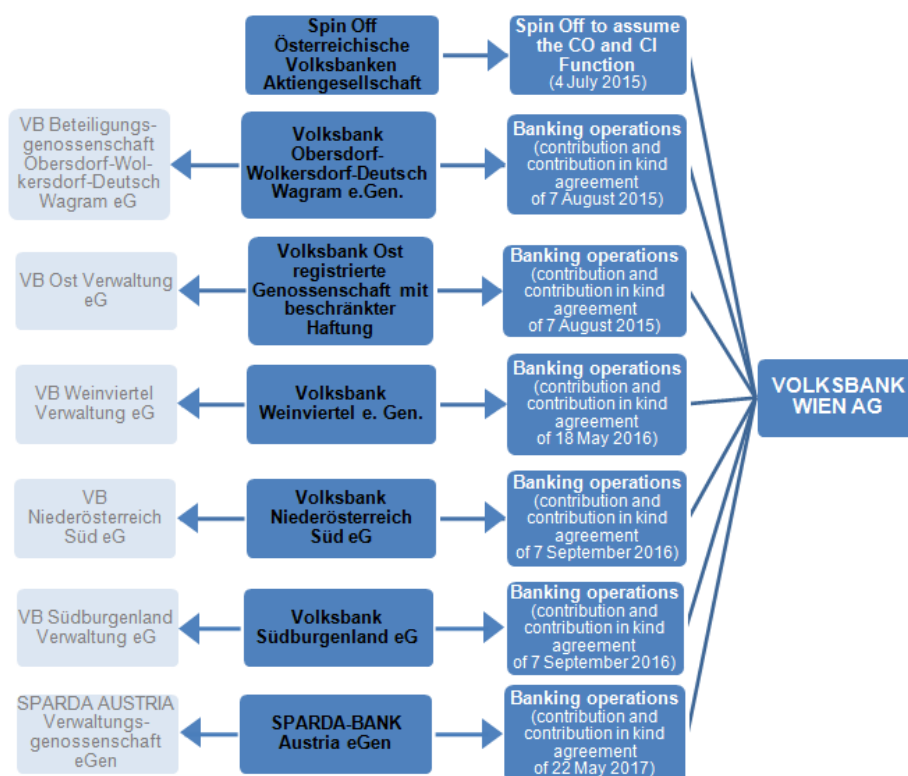 Spin Off
Österreichische
Volksbanken
Aktiengesellschaft
Spin Off to assume
the CO and CI
Function
(4 July 2015)
VB Beteiligungs-
genossenschaft
Obersdorf-Wol-
kersdorf-Deutsch
Wagram eG
Volksbank
Obersdorf-
Wolkersdorf-Deutsch
Wagram e.Gen.
Banking operations
(contribution and
contribution in kind
agreement
of 7 August 2015)
VB Ost Verwaltung
eG
Volksbank Ost
registrierte
Genossenschaft mit
beschränkter
Haftung
Banking operations
(contribution and
contribution in kind
agreement
of 7 August 2015)
VB Weinviertel
Verwaltung eG
Volksbank
Weinviertel e. Gen.
Banking operations
(contribution and
contribution in kind
agreement
of 18 May 2016)
VOLKSBANK
WIEN AG
VB
Niederösterreich
Süd eG
Volksbank
Niederösterreich
Süd eG
Banking operations
(contribution and
contribution in kind
agreement
of 7 September 2016)
VB Südburgenland
Verwaltung eG
Volksbank
Südburgenland eG
Banking operations
(contribution and
contribution in kind
agreement
of 7 September 2016)
SPARDA AUSTRIA
Verwaltungs-
genossenschaft
eGen
SPARDA-BANK
Austria eGen
Banking operations
(contribution and
contribution in kind
agreement
of 22 May 2017)